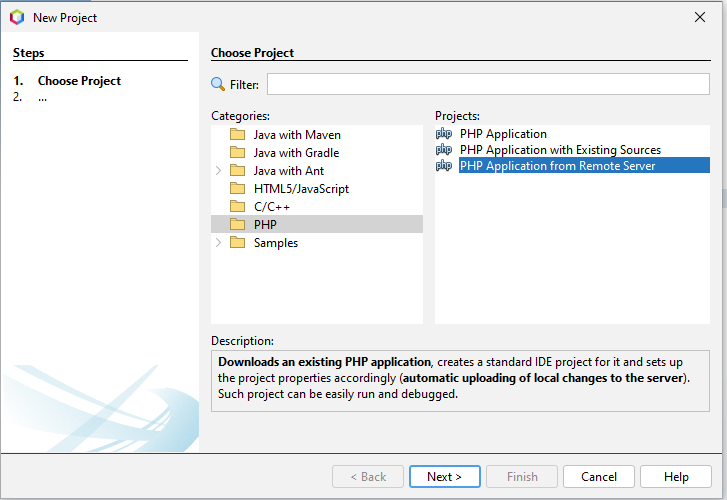 New Project
Steps
1. Choose Project
2. ...
Choose Project
Filter:
Categories:
Java with Maven
Java with Gradle
Java with Ant
HTML5/JavaScript
C/C++
PHP
Samples
Projects:
php PHP Application
php PHP Application with Existing Sources
php PHP Application from Remote Server
Description:
Downloads an existing PHP application, creates a standard IDE project for it and sets up
the project properties accordingly (automatic uploading of local changes to the server).
Such project can be easily run and debugged.
< Back
Next >
Finish
Cancel
Help